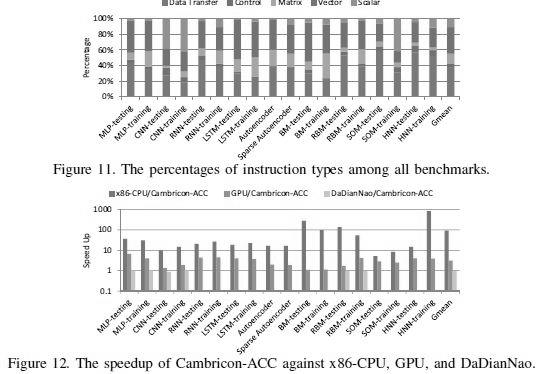 Data Transfer Control Matrix Vector Scalar
100%
80%
60%
40%
20%
0%
Percentage
MLP-testing
MLP-training
CNN-testing
CNN-training
RNN-testing
RNN-training
LSTM-testing
LSTM-training
Autoencoder
Sparse Autoencoder
BM-testing
BM-training
RBM-testing
RBM-training
SOM-testing
SOM-training
HNN-testing
HNN-training
Gmean
Figure 11. The percentages of instruction types among all benchmarks.
x86-CPU/Cambricon-ACC GPU/Cambricon-ACC DaDianNao/Cambricon-ACC
1000
100
10
1
0.1
Speed Up
MLP-testing
MLP-training
CNN-testing
CNN-training
RNN-testing
RNN-training
LSTM-testing
LSTM-training
Autoencoder
Sparse Autoencoder
BM-testing
BM-training
RBM-testing
RBM-training
SOM-testing
SOM-training
HNN-testing
HNN-training
Gmean
Figure 12. The speedup of Cambricon-ACC against x86-CPU, GPU, and DaDianNao.